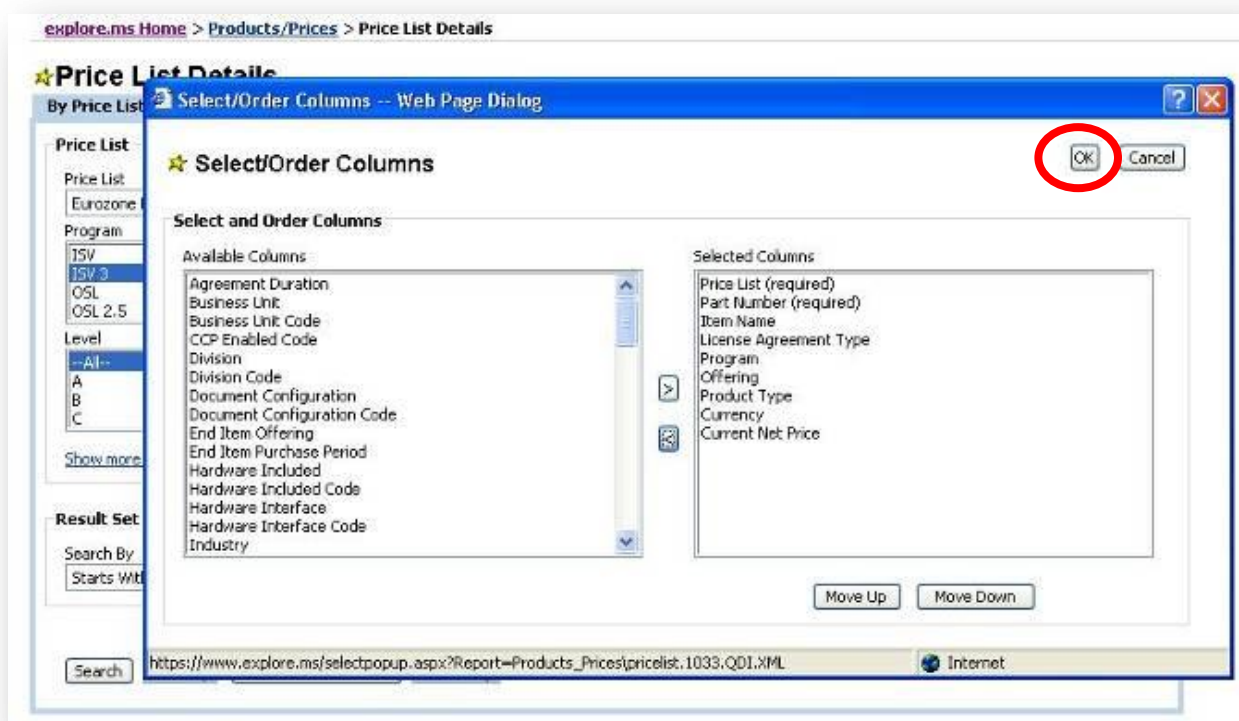 explore.ms Home > Products/Prices > Price List Details
Price List Details
By Price List
Select/Order Columns -- Web Page Dialog
Price List
Select/Order Columns
OK
Cancel
Price List
Eurozone
Program
ISV
ISV 3
OSL
OSL 2.5
Level
--All--
A
B
C
Show more
Result Set
Search By
Starts Wit
Search
Select and Order Columns
Available Columns
Agreement Duration
Business Unit
Business Unit Code
CCP Enabled Code
Division
Division Code
Document Configuration
Document Configuration Code
End Item Offering
End Item Purchase Period
Hardware Included
Hardware Included Code
Hardware Interface
Hardware Interface Code
Industry
>
<
Selected Columns
Price List (required)
Part Number (required)
Item Name
License Agreement Type
Program
Offering
Product Type
Currency
Current Net Price
Move Up
Move Down
https://www.explore.ms/selectpopup.aspx?Report=Products_Prices\pricelist.1033.QDI.XML
Internet